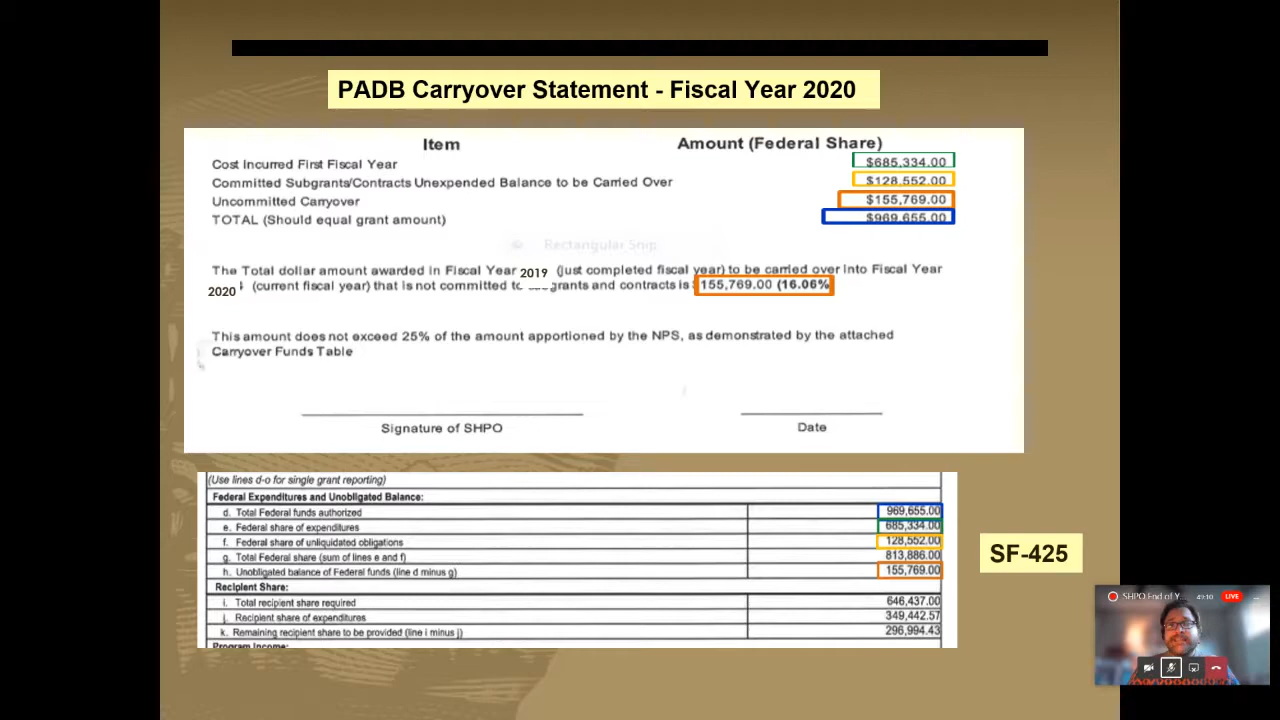 PADB Carryover Statement - Fiscal Year 2020
Item Amount (Federal Share)
Cost Incurred First Fiscal Year $685,334.00
Committed Subgrants/Contracts Unexpended Balance to be Carried Over $128,552.00
Uncommitted Carryover $155,769.00
TOTAL (Should equal grant amount) $969,655.00
Rectangular Snip
The Total dollar amount awarded in Fiscal Year 2019 (just completed fiscal year) to be carried over into Fiscal Year
2020 (current fiscal year) that is not committed to grants and contracts is 155,769.00 (16.06%
This amount does not exceed 25% of the amount apportioned by the NPS, as demonstrated by the attached
Carryover Funds Table
Signature of SHPO Date
(Use lines d-o for single grant reporting)
Federal Expenditures and Unobligated Balance:
d. Total Federal funds authorized 969,655.00
e. Federal share of expenditures 685,334.00
f. Federal share of unliquidated obligations 128,552.00
g. Total Federal share (sum of lines e and f) 813,886.00
h. Unobligated balance of Federal funds (line d minus g) 155,769.00
Recipient Share:
i. Total recipient share required 646,437.00
j. Recipient share of expenditures 349,442.57
k. Remaining recipient share to be provided (line i minus j) 296,994.43
Program Income:
SF-425
SHPO End of Y... 49:10 LIVE